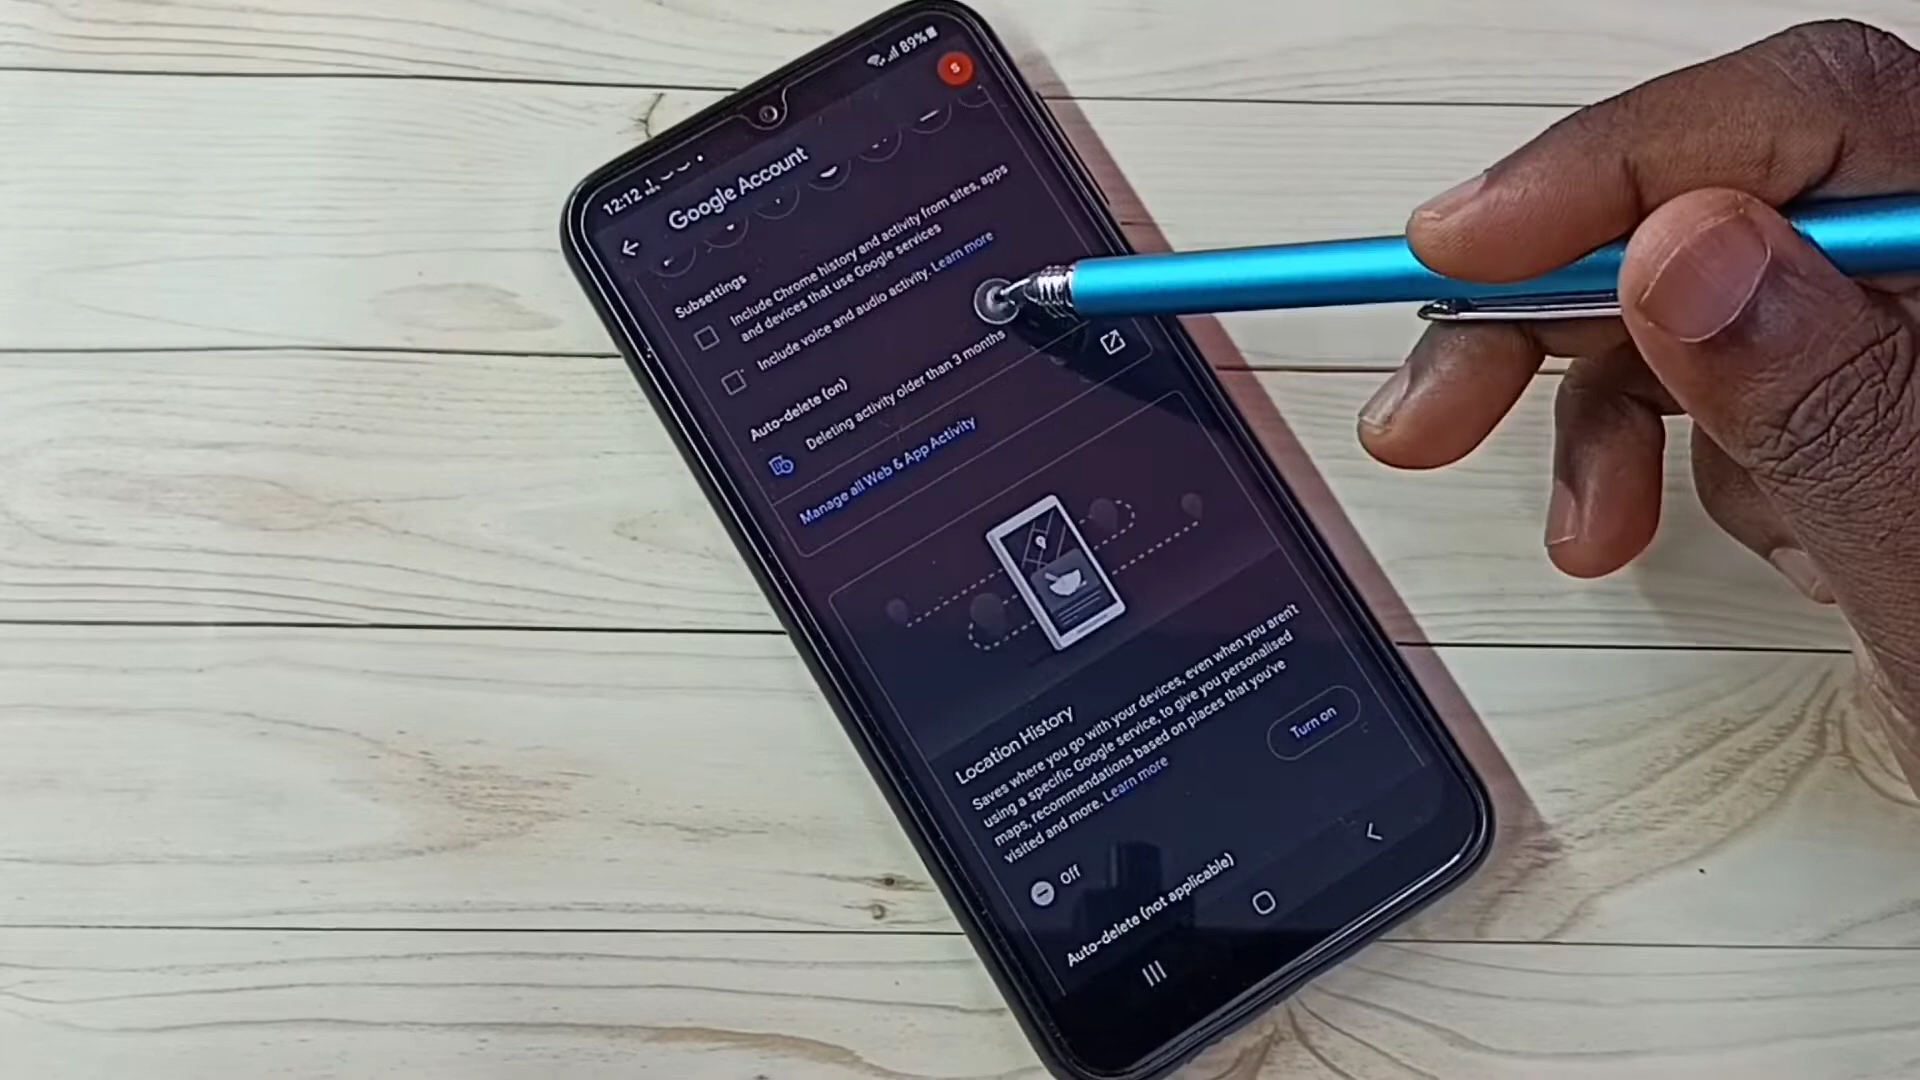 12:12
89%
S
Google Account
Subsettings
Include Chrome history and activity from sites, apps
and devices that use Google services
Include voice and audio activity. Learn more
Auto-delete (on)
Deleting activity older than 3 months
Manage all Web & App Activity
Location History
Saves where you go with your devices, even when you aren't
using a specific Google service, to give you personalised
maps, recommendations based on places that you've
visited and more. Learn more
Turn on
Off
Auto-delete (not applicable)